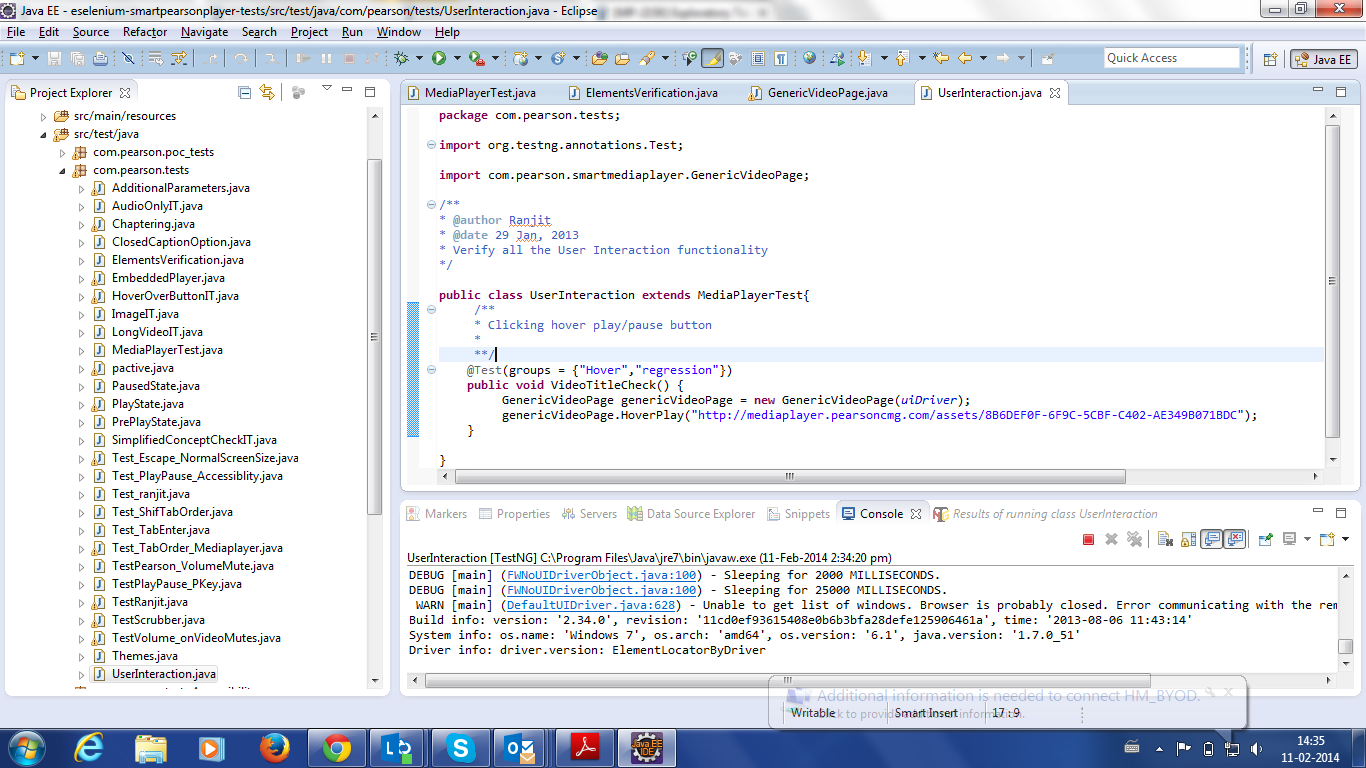 Java EE - eselenium-smartpearsonplayer-tests/src/test/java/com/pearson/tests/UserInteraction.java - Eclipse
File Edit Source Refactor Navigate Search Project Run Window Help
Quick Access
Java EE
Project Explorer
src/main/resources
src/test/java
com.pearson.poc_tests
com.pearson.tests
AdditionalParameters.java
AudioOnlyIT.java
Chaptering.java
ClosedCaptionOption.java
ElementsVerification.java
EmbeddedPlayer.java
HoverOverButtonIT.java
ImageIT.java
LongVideoIT.java
MediaPlayerTest.java
pactive.java
PausedState.java
PlayState.java
PrePlayState.java
SimplifiedConceptCheckIT.java
Test_Escape_NormalScreenSize.java
Test_PlayPause_Accessiblity.java
Test_ranjit.java
Test_ShifTabOrder.java
Test_TabEnter.java
Test_TabOrder_Mediaplayer.java
TestPearson_VolumeMute.java
TestPlayPause_PKey.java
TestRanjit.java
TestScrubber.java
TestVolume_onVideoMutes.java
Themes.java
UserInteraction.java
MediaPlayerTest.java ElementsVerification.java GenericVideoPage.java UserInteraction.java
package com.pearson.tests;
import org.testng.annotations.Test;
import com.pearson.smartmediaplayer.GenericVideoPage;
/**
* @author Ranjit
* @date 29 Jan, 2013
* Verify all the User Interaction functionality
*/
public class UserInteraction extends MediaPlayerTest{
/**
* Clicking hover play/pause button
*
**/
@Test(groups = {"Hover","regression"})
public void VideoTitleCheck() {
GenericVideoPage genericVideoPage = new GenericVideoPage(uiDriver);
genericVideoPage.HoverPlay("http://mediaplayer.pearsoncmg.com/assets/8B6DEF0F-6F9C-5CBF-C402-AE349B071BDC");
}
}
Markers Properties Servers Data Source Explorer Snippets Console Results of running class UserInteraction
UserInteraction [TestNG] C:\Program Files\Java\jre7\bin\javaw.exe (11-Feb-2014 2:34:20 pm)
DEBUG [main] (FWNoUIDriverObject.java:100) - Sleeping for 2000 MILLISECONDS.
DEBUG [main] (FWNoUIDriverObject.java:100) - Sleeping for 25000 MILLISECONDS.
WARN [main] (DefaultUIDriver.java:628) - Unable to get list of windows. Browser is probably closed. Error communicating with the rem
Build info: version: '2.34.0', revision: '11cd0ef93615408e0b6b3bfa28defe125906461a', time: '2013-08-06 11:43:14'
System info: os.name: 'Windows 7', os.arch: 'amd64', os.version: '6.1', java.version: '1.7.0_51'
Driver info: driver.version: ElementLocatorByDriver
Additional information is needed to connect HM_BYOD.
Writable Smart Insert 17 : 9
14:35
11-02-2014